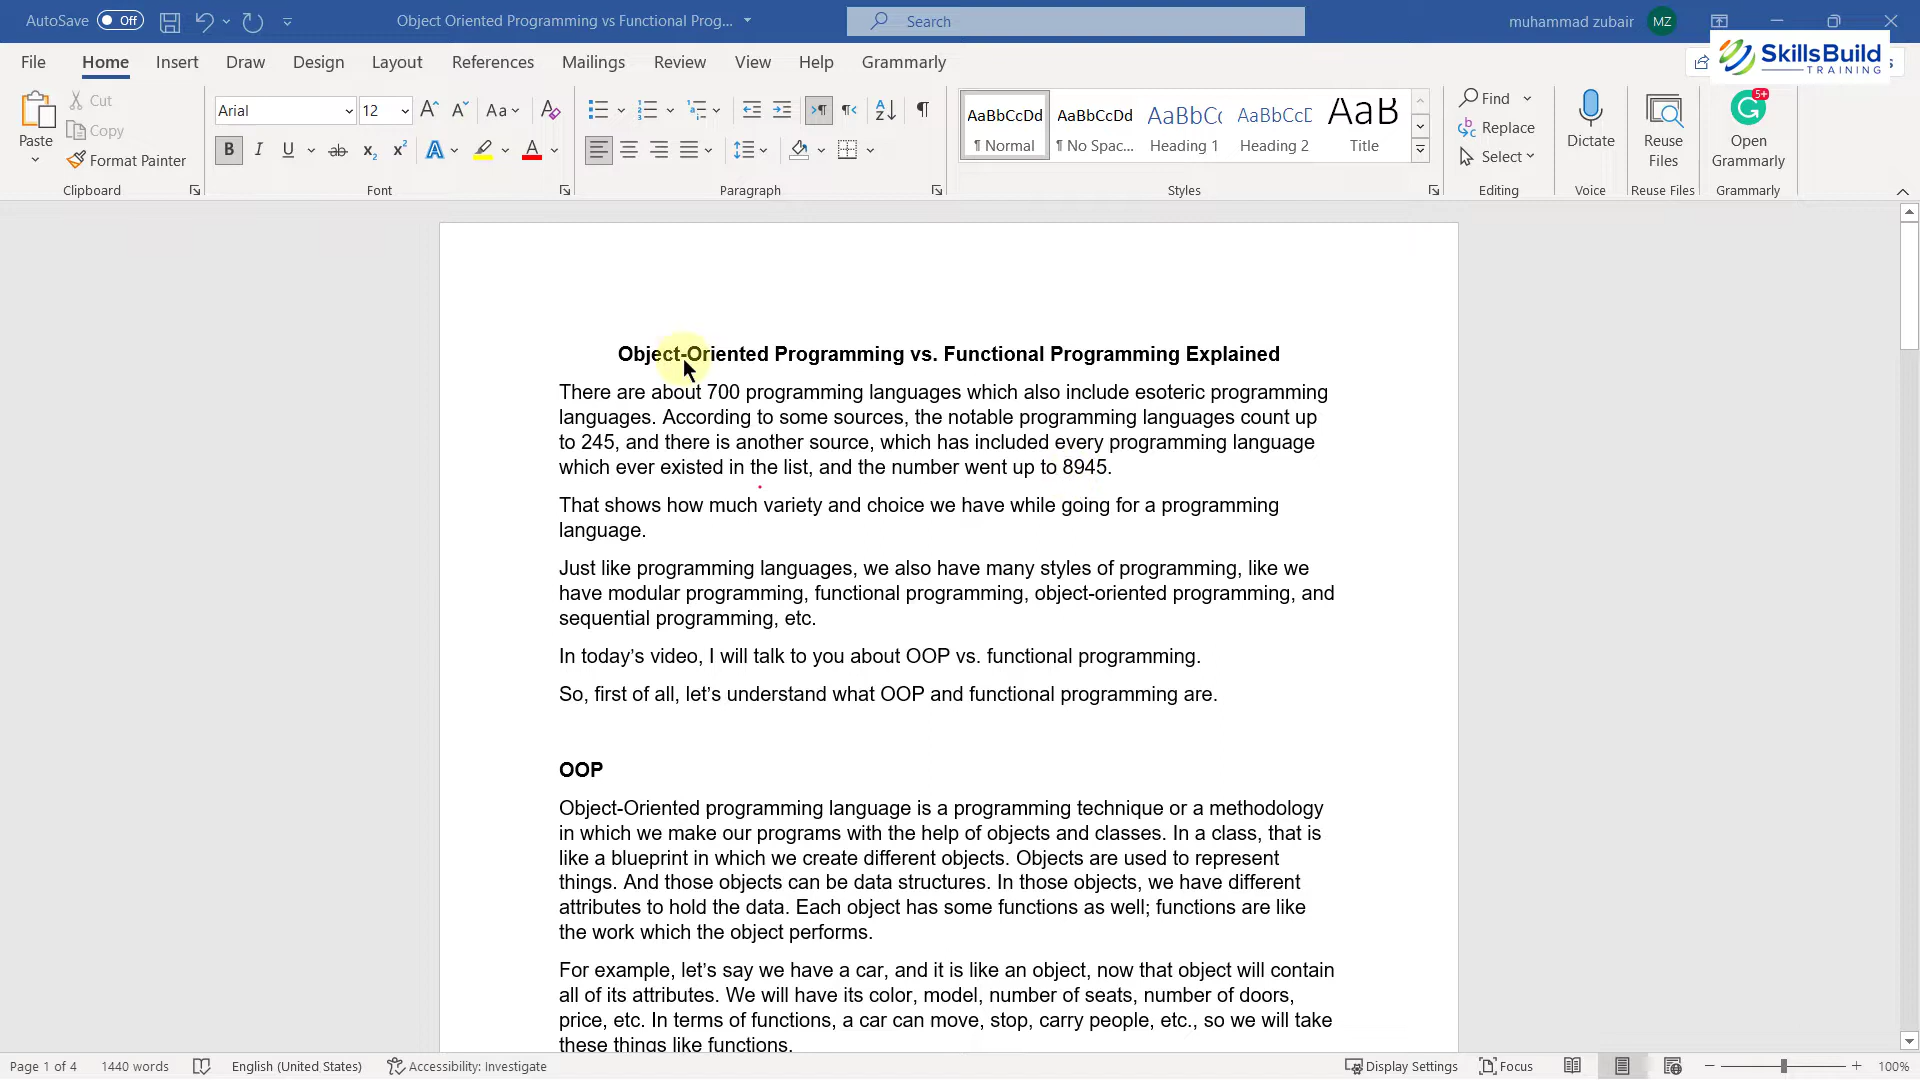 AutoSave Off Object Oriented Programming vs Functional Prog... Search muhammad zubair MZ
File Home Insert Draw Design Layout References Mailings Review View Help Grammarly
SkillsBuild
TRAINING
Paste
Cut
Copy
Format Painter
Clipboard
Arial 12
Font
Paragraph
AaBbCcDd AaBbCcDd AaBbCc AaBbCcD AaB
¶ Normal ¶ No Spac... Heading 1 Heading 2 Title
Styles
Find
Replace
Select
Editing
Dictate
Voice
Reuse
Files
Reuse Files
5+
Open
Grammarly
Grammarly
Object-Oriented Programming vs. Functional Programming Explained
There are about 700 programming languages which also include esoteric programming
languages. According to some sources, the notable programming languages count up
to 245, and there is another source, which has included every programming language
which ever existed in the list, and the number went up to 8945.
That shows how much variety and choice we have while going for a programming
language.
Just like programming languages, we also have many styles of programming, like we
have modular programming, functional programming, object-oriented programming, and
sequential programming, etc.
In today’s video, I will talk to you about OOP vs. functional programming.
So, first of all, let’s understand what OOP and functional programming are.
OOP
Object-Oriented programming language is a programming technique or a methodology
in which we make our programs with the help of objects and classes. In a class, that is
like a blueprint in which we create different objects. Objects are used to represent
things. And those objects can be data structures. In those objects, we have different
attributes to hold the data. Each object has some functions as well; functions are like
the work which the object performs.
For example, let’s say we have a car, and it is like an object, now that object will contain
all of its attributes. We will have its color, model, number of seats, number of doors,
price, etc. In terms of functions, a car can move, stop, carry people, etc., so we will take
these things like functions.
Page 1 of 4 1440 words English (United States) Accessibility: Investigate Display Settings Focus 100%